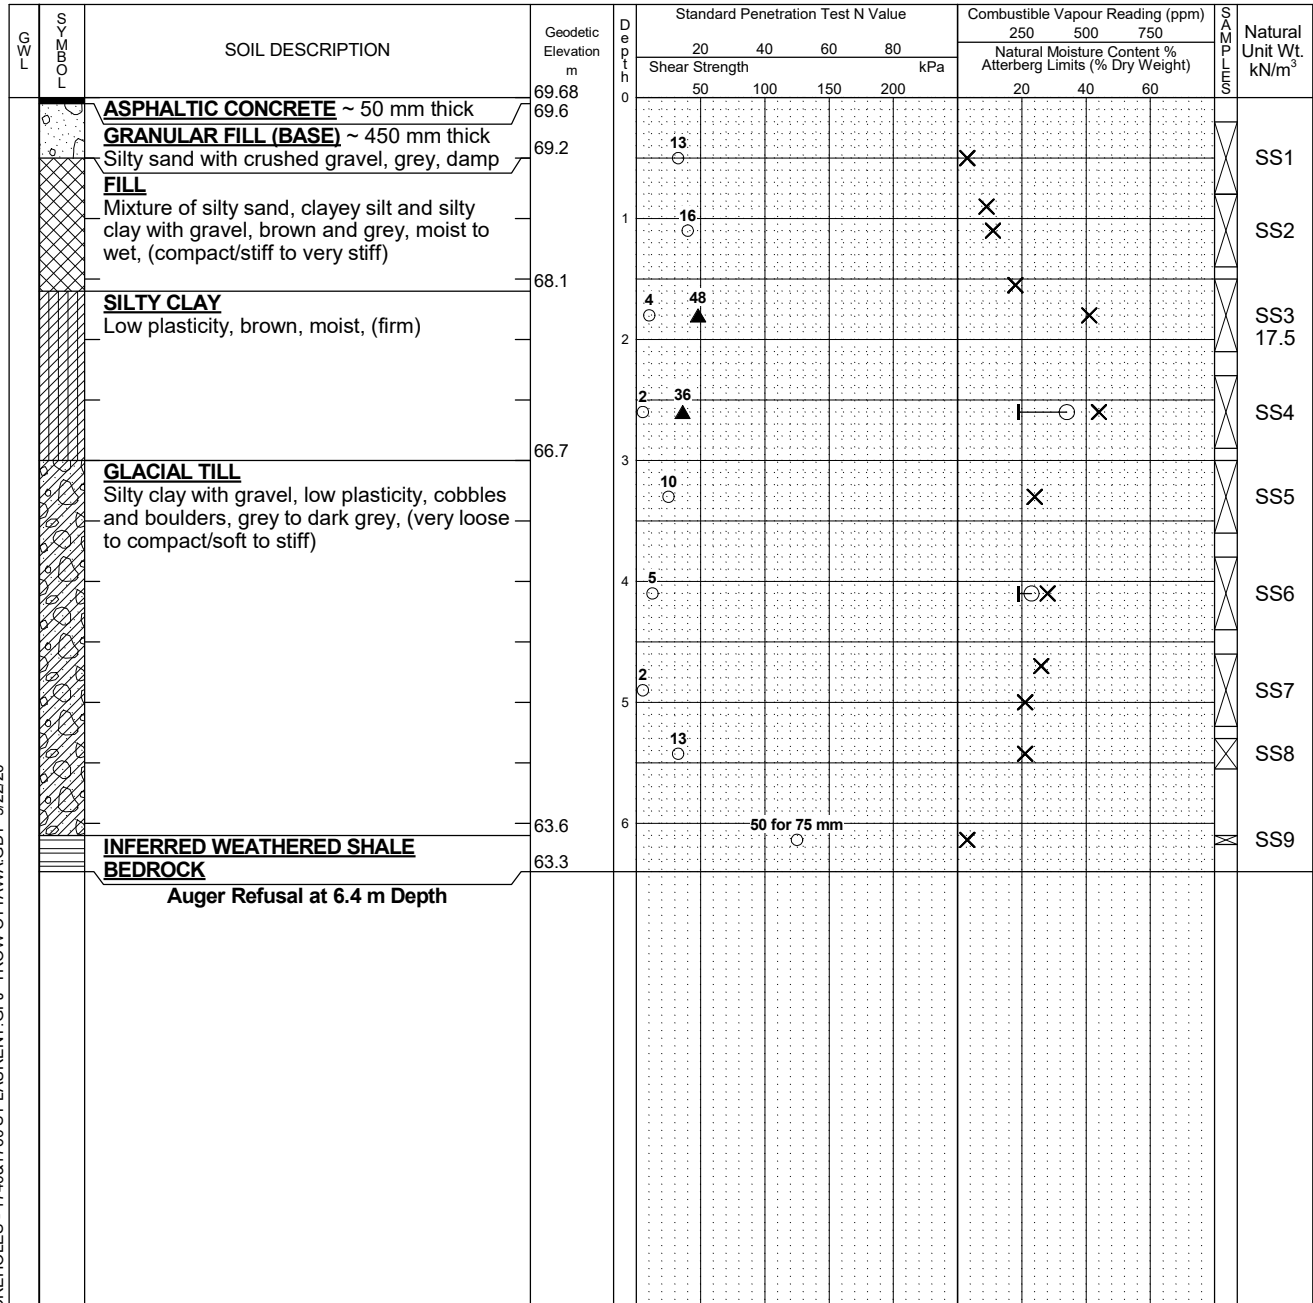 GWL
SYMBOL
SOIL DESCRIPTION
Geodetic
Elevation
m
69.68
Depth
0
Standard Penetration Test N Value
20 40 60 80
Shear Strength kPa
50 100 150 200
Combustible Vapour Reading (ppm)
250 500 750
Natural Moisture Content %
Atterberg Limits (% Dry Weight)
20 40 60
SAMPLES
Natural
Unit Wt.
kN/m³
ASPHALTIC CONCRETE ~ 50 mm thick
69.6
GRANULAR FILL (BASE) ~ 450 mm thick
Silty sand with crushed gravel, grey, damp
69.2
13
SS1
FILL
Mixture of silty sand, clayey silt and silty
clay with gravel, brown and grey, moist to
wet, (compact/stiff to very stiff)
68.1
1
16
SS2
SILTY CLAY
Low plasticity, brown, moist, (firm)
66.7
4 48
SS3
17.5
2
2 36
SS4
3
GLACIAL TILL
Silty clay with gravel, low plasticity, cobbles
and boulders, grey to dark grey, (very loose
to compact/soft to stiff)
63.6
10
SS5
4
5
SS6
2
SS7
5
13
SS8
6
50 for 75 mm
SS9
INFERRED WEATHERED SHALE
BEDROCK
63.3
Auger Refusal at 6.4 m Depth